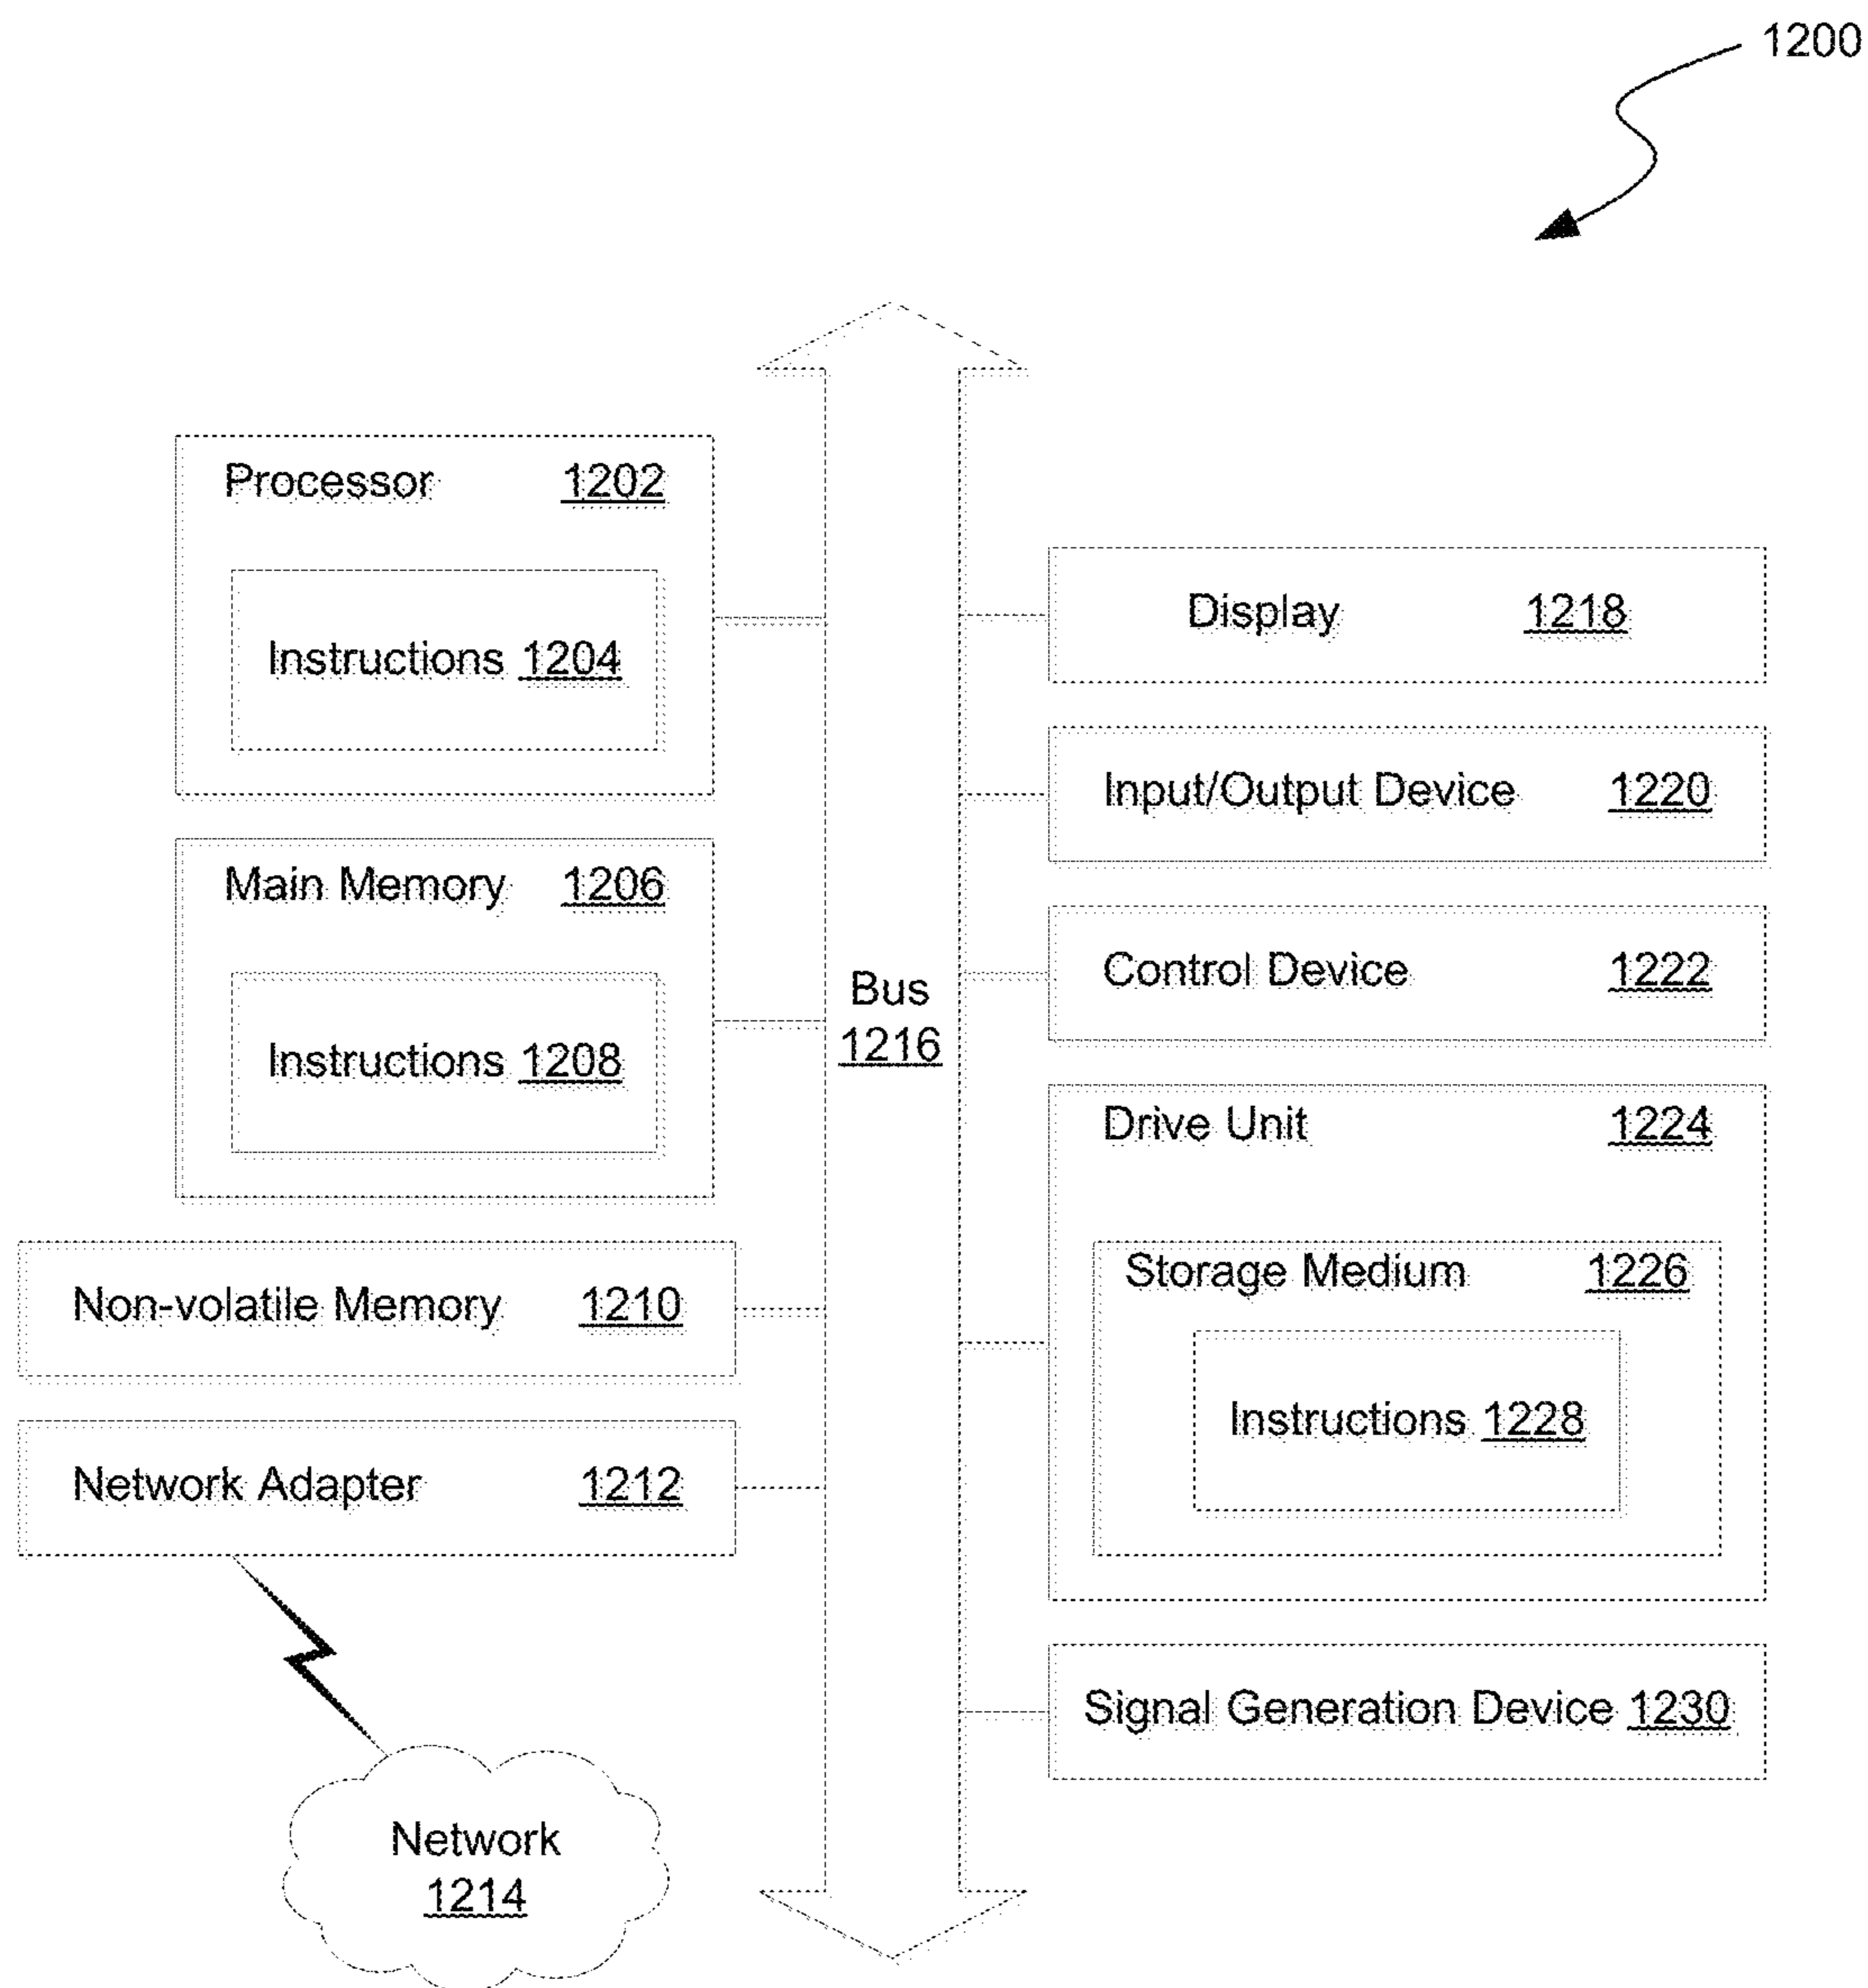 1200
Processor 1202
Instructions 1204
Main Memory 1206
Instructions 1208
Non-volatile Memory 1210
Network Adapter 1212
Network
1214
Bus
1216
Display 1218
Input/Output Device 1220
Control Device 1222
Drive Unit 1224
Storage Medium 1226
Instructions 1228
Signal Generation Device 1230